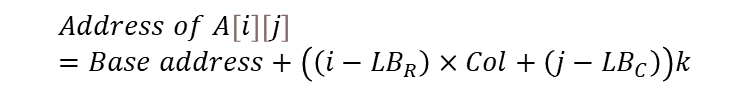 Address of A[i][j]
= Base address + ((i − LB_R) × Col + (j − LB_C))k